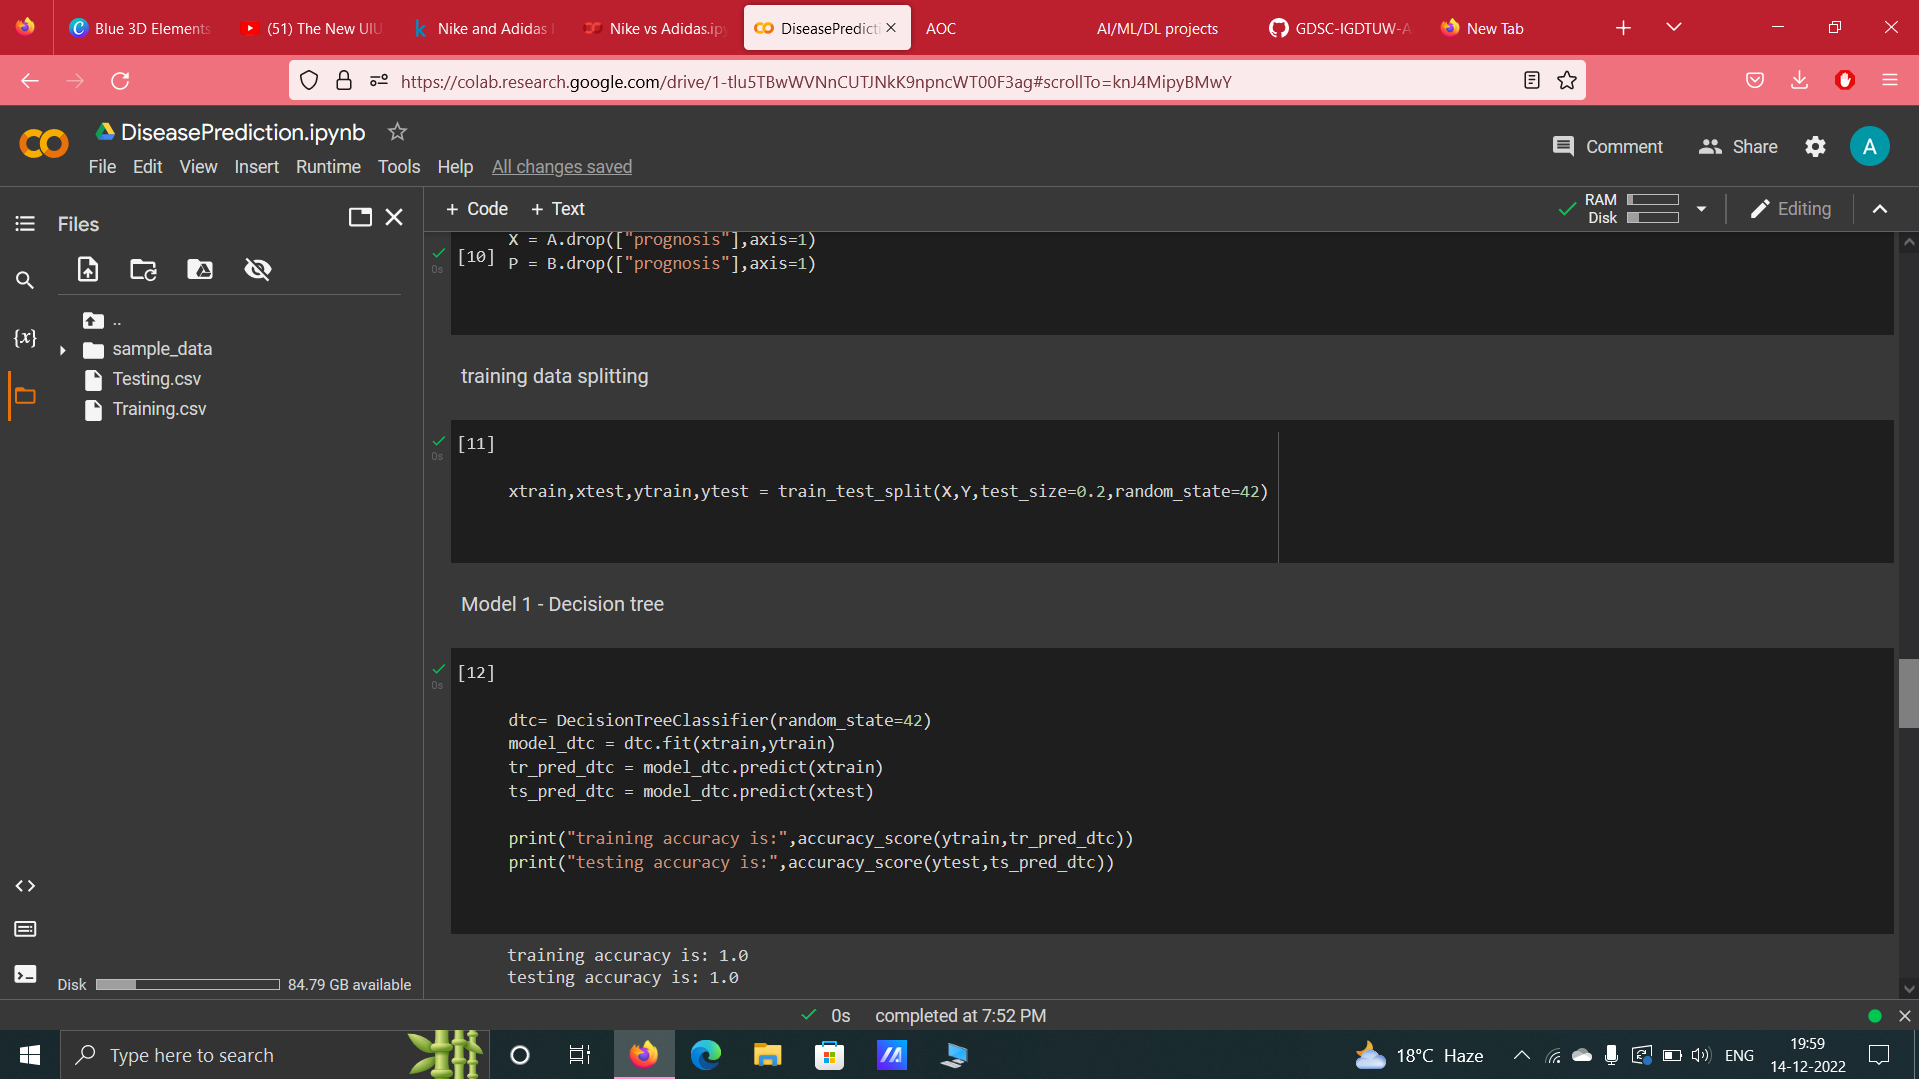 Blue 3D Elements
(51) The New UIU
Nike and Adidas
Nike vs Adidas.ipy
DiseasePredicti
AOC
AI/ML/DL projects
GDSC-IGDTUW-A
New Tab
https://colab.research.google.com/drive/1-tlu5TBwWVNnCUTJNkK9npncWT00F3ag#scrollTo=knJ4MipyBMwY
DiseasePrediction.ipynb
Comment
Share
A
File Edit View Insert Runtime Tools Help All changes saved
Files
+ Code + Text
RAM
Disk
Editing
[10]
0s
X = A.drop(["prognosis"],axis=1)
P = B.drop(["prognosis"],axis=1)
{x}
..
sample_data
Testing.csv
Training.csv
training data splitting
[11]
0s
xtrain,xtest,ytrain,ytest = train_test_split(X,Y,test_size=0.2,random_state=42)
Model 1 - Decision tree
[12]
0s
dtc= DecisionTreeClassifier(random_state=42)
model_dtc = dtc.fit(xtrain,ytrain)
tr_pred_dtc = model_dtc.predict(xtrain)
ts_pred_dtc = model_dtc.predict(xtest)
print("training accuracy is:",accuracy_score(ytrain,tr_pred_dtc))
print("testing accuracy is:",accuracy_score(ytest,ts_pred_dtc))
training accuracy is: 1.0
testing accuracy is: 1.0
Disk
84.79 GB available
0s completed at 7:52 PM
Type here to search
18°C Haze
ENG
19:59
14-12-2022